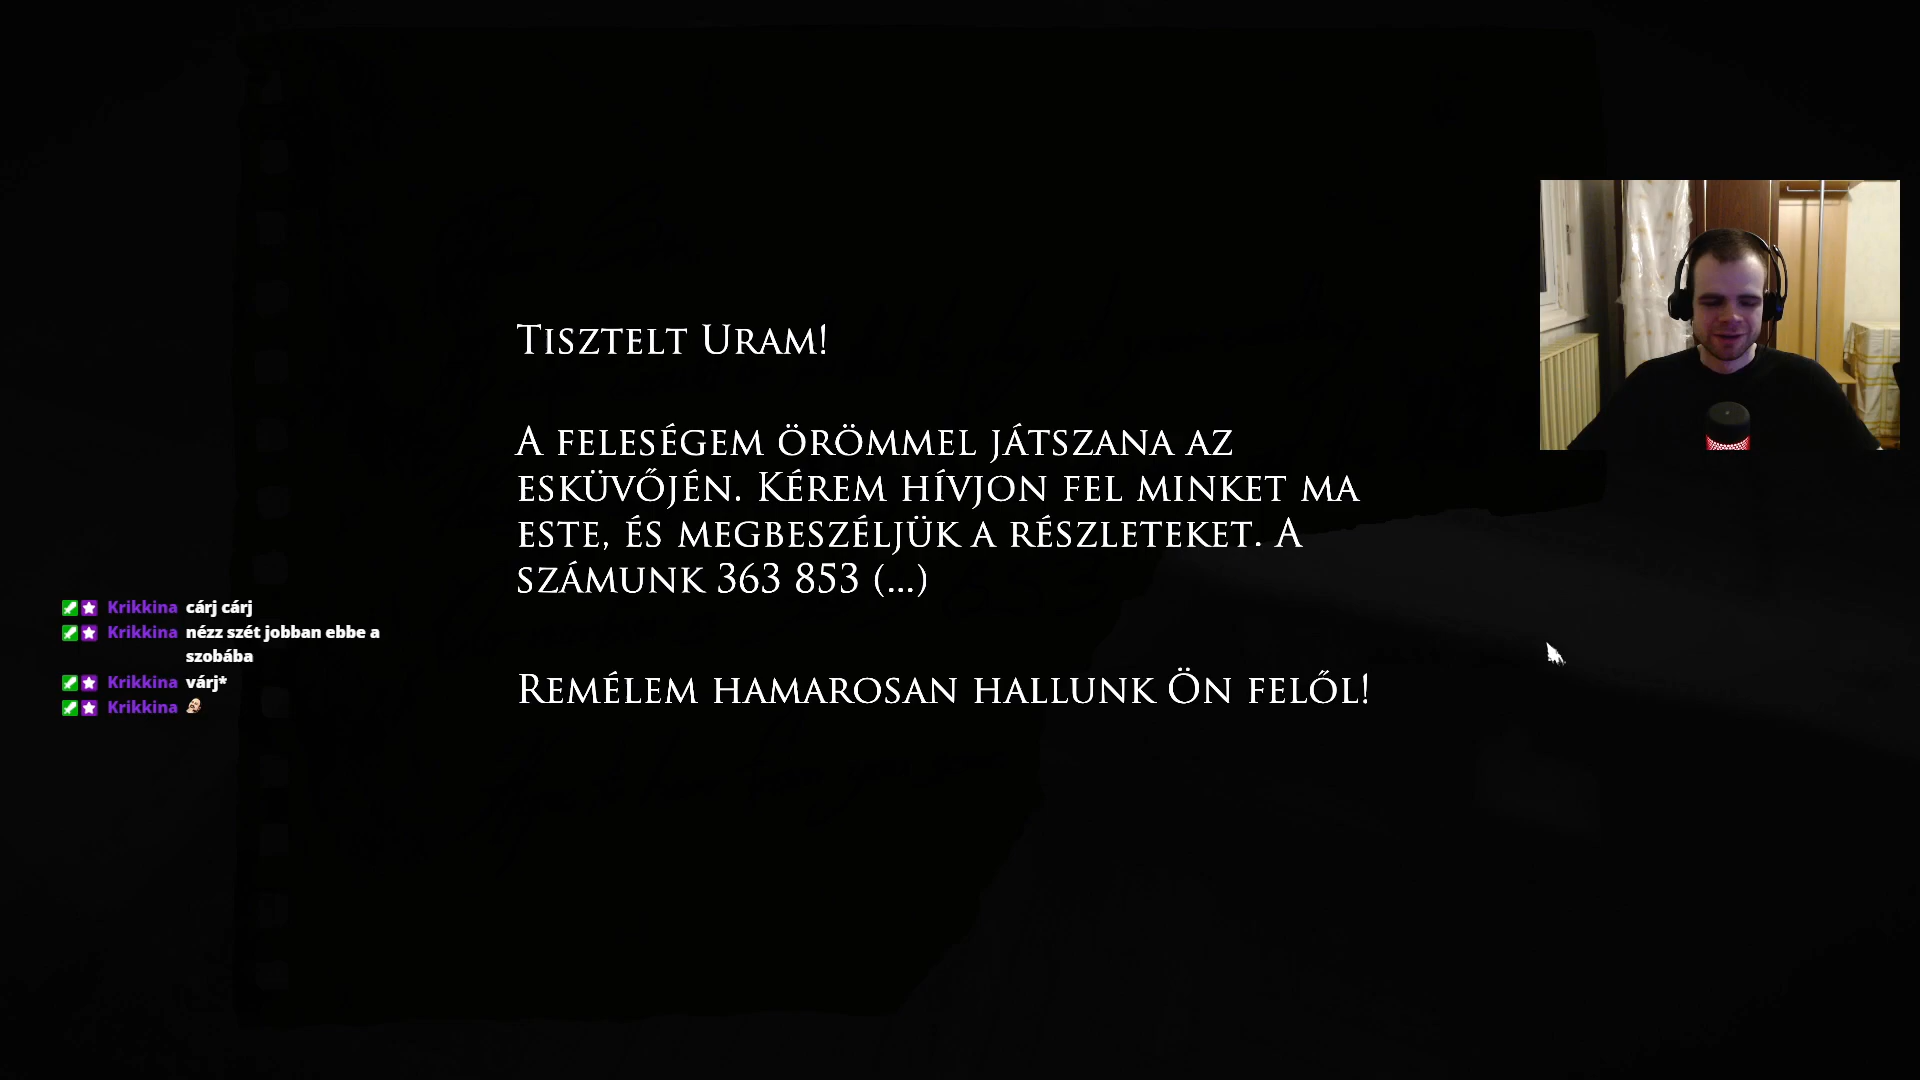 Tisztelt Uram!
A feleségem örömmel játszana az
esküvőjén. Kérem hívjon fel minket ma
este, és megbeszéljük a részleteket. A
számunk 363 853 (...)
Remélem hamarosan hallunk Ön felől!
Krikkina cárj cárj
Krikkina nézz szét jobban ebbe a
szobába
Krikkina várj*
Krikkina